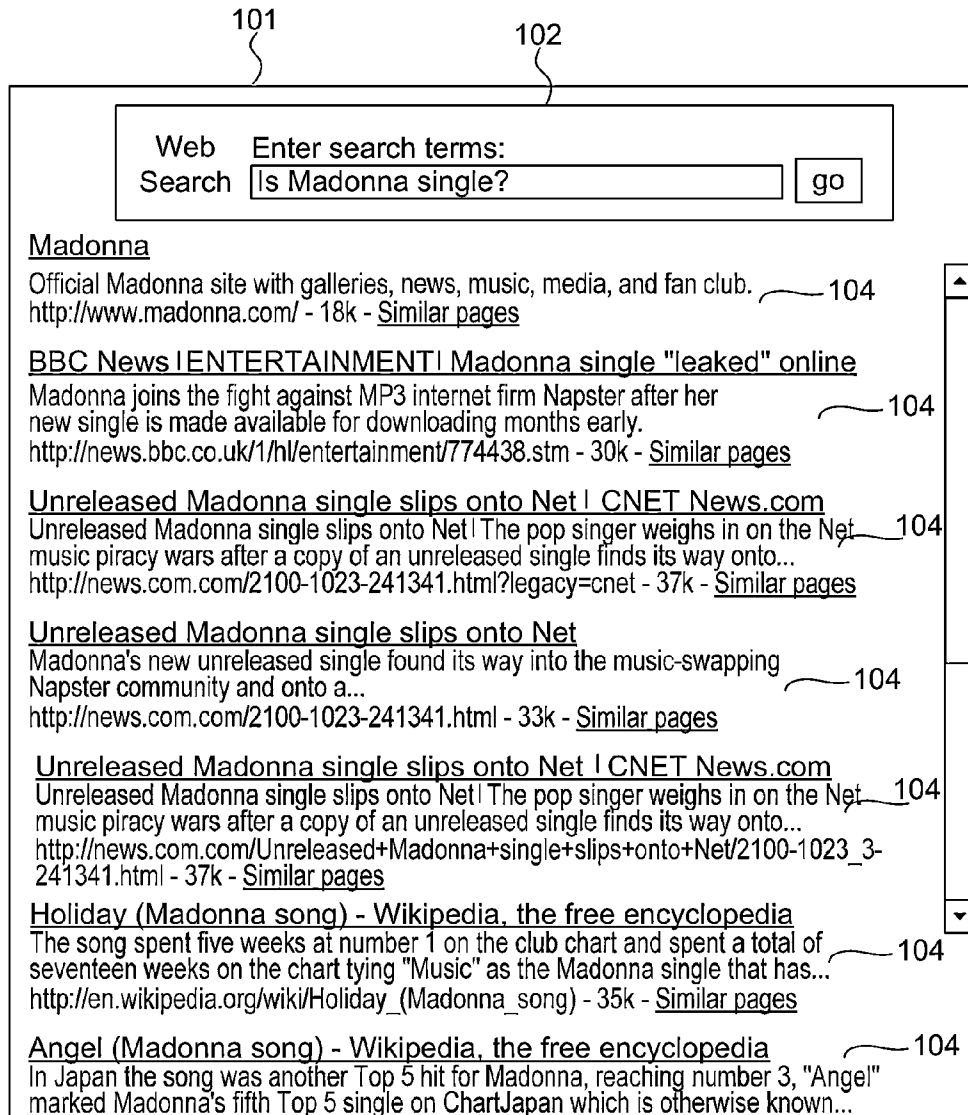 101
102
Web Enter search terms:
Search Is Madonna single? go
Madonna
Official Madonna site with galleries, news, music, media, and fan club. 104
http://www.madonna.com/ - 18k - Similar pages
BBC News |ENTERTAINMENT| Madonna single "leaked" online
Madonna joins the fight against MP3 internet firm Napster after her 104
new single is made available for downloading months early.
http://news.bbc.co.uk/1/hl/entertainment/774438.stm - 30k - Similar pages
Unreleased Madonna single slips onto Net | CNET News.com
Unreleased Madonna single slips onto Net | The pop singer weighs in on the Net 104
music piracy wars after a copy of an unreleased single finds its way onto...
http://news.com.com/2100-1023-241341.html?legacy=cnet - 37k - Similar pages
Unreleased Madonna single slips onto Net
Madonna's new unreleased single found its way into the music-swapping
Napster community and onto a... 104
http://news.com.com/2100-1023-241341.html - 33k - Similar pages
Unreleased Madonna single slips onto Net | CNET News.com
Unreleased Madonna single slips onto Net | The pop singer weighs in on the Net 104
music piracy wars after a copy of an unreleased single finds its way onto...
http://news.com.com/Unreleased+Madonna+single+slips+onto+Net/2100-1023_3-
241341.html - 37k - Similar pages
Holiday (Madonna song) - Wikipedia, the free encyclopedia
The song spent five weeks at number 1 on the club chart and spent a total of 104
seventeen weeks on the chart tying "Music" as the Madonna single that has...
http://en.wikipedia.org/wiki/Holiday_(Madonna_song) - 35k - Similar pages
Angel (Madonna song) - Wikipedia, the free encyclopedia 104
In Japan the song was another Top 5 hit for Madonna, reaching number 3, "Angel"
marked Madonna's fifth Top 5 single on ChartJapan which is otherwise known...